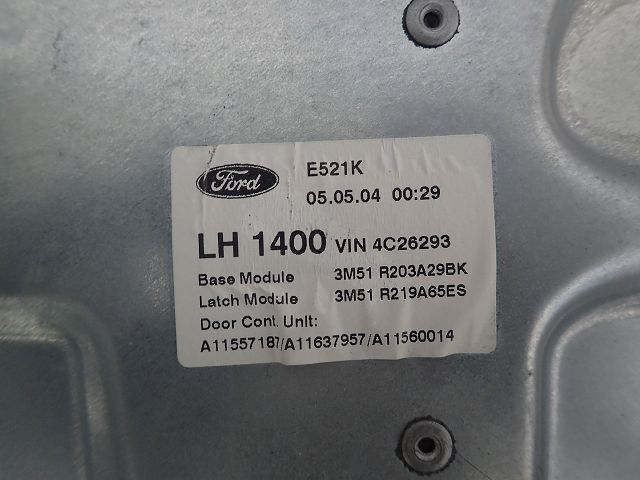 Ford E521K
05.05.04 00:29
LH 1400 VIN 4C26293
Base Module 3M51 R203A29BK
Latch Module 3M51 R219A65ES
Door Cont. Unit:
A11557187/A11637957/A11560014